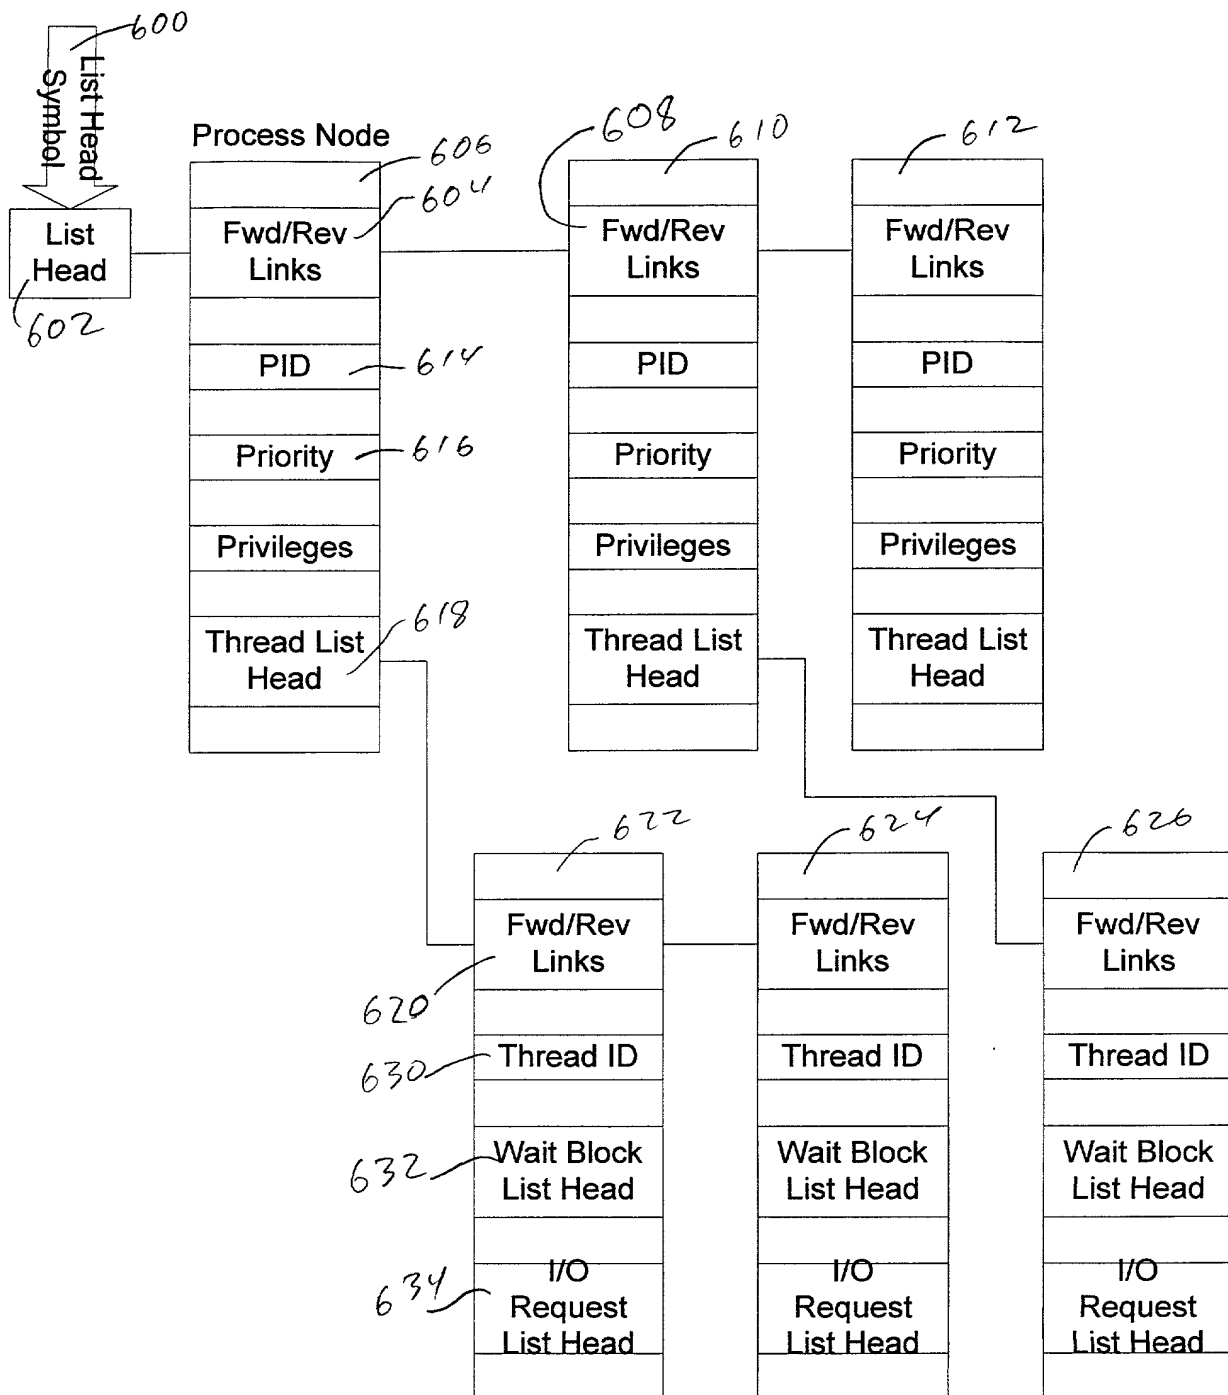 600
List Head
Symbol
Process Node
608
610
612
606
604
List
Head
602
Fwd/Rev
Links
Fwd/Rev
Links
Fwd/Rev
Links
PID
614
PID
PID
Priority
616
Priority
Priority
Privileges
Privileges
Privileges
618
Thread List
Head
Thread List
Head
Thread List
Head
622
624
626
Fwd/Rev
Links
Fwd/Rev
Links
Fwd/Rev
Links
620
630
Thread ID
Thread ID
Thread ID
632
Wait Block
List Head
Wait Block
List Head
Wait Block
List Head
634
I/O
Request
List Head
I/O
Request
List Head
I/O
Request
List Head